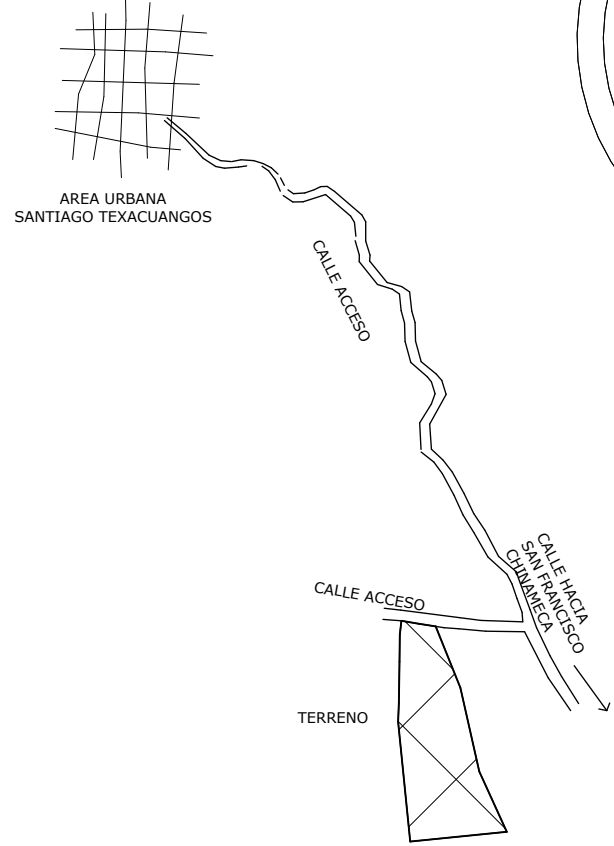 AREA URBANA
SANTIAGO TEXACUANGOS
CALLE ACCESO
CALLE HACIA
SAN FRANCISCO
CHINAMECA
CALLE ACCESO
TERRENO